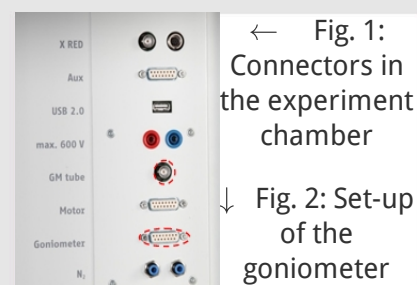 X RED
Aux
USB 2.0
max. 600 V
GM tube
Motor
Goniometer
N₂
← Fig. 1:
Connectors in
the experiment
chamber
↓ Fig. 2: Set-up
of the
goniometer